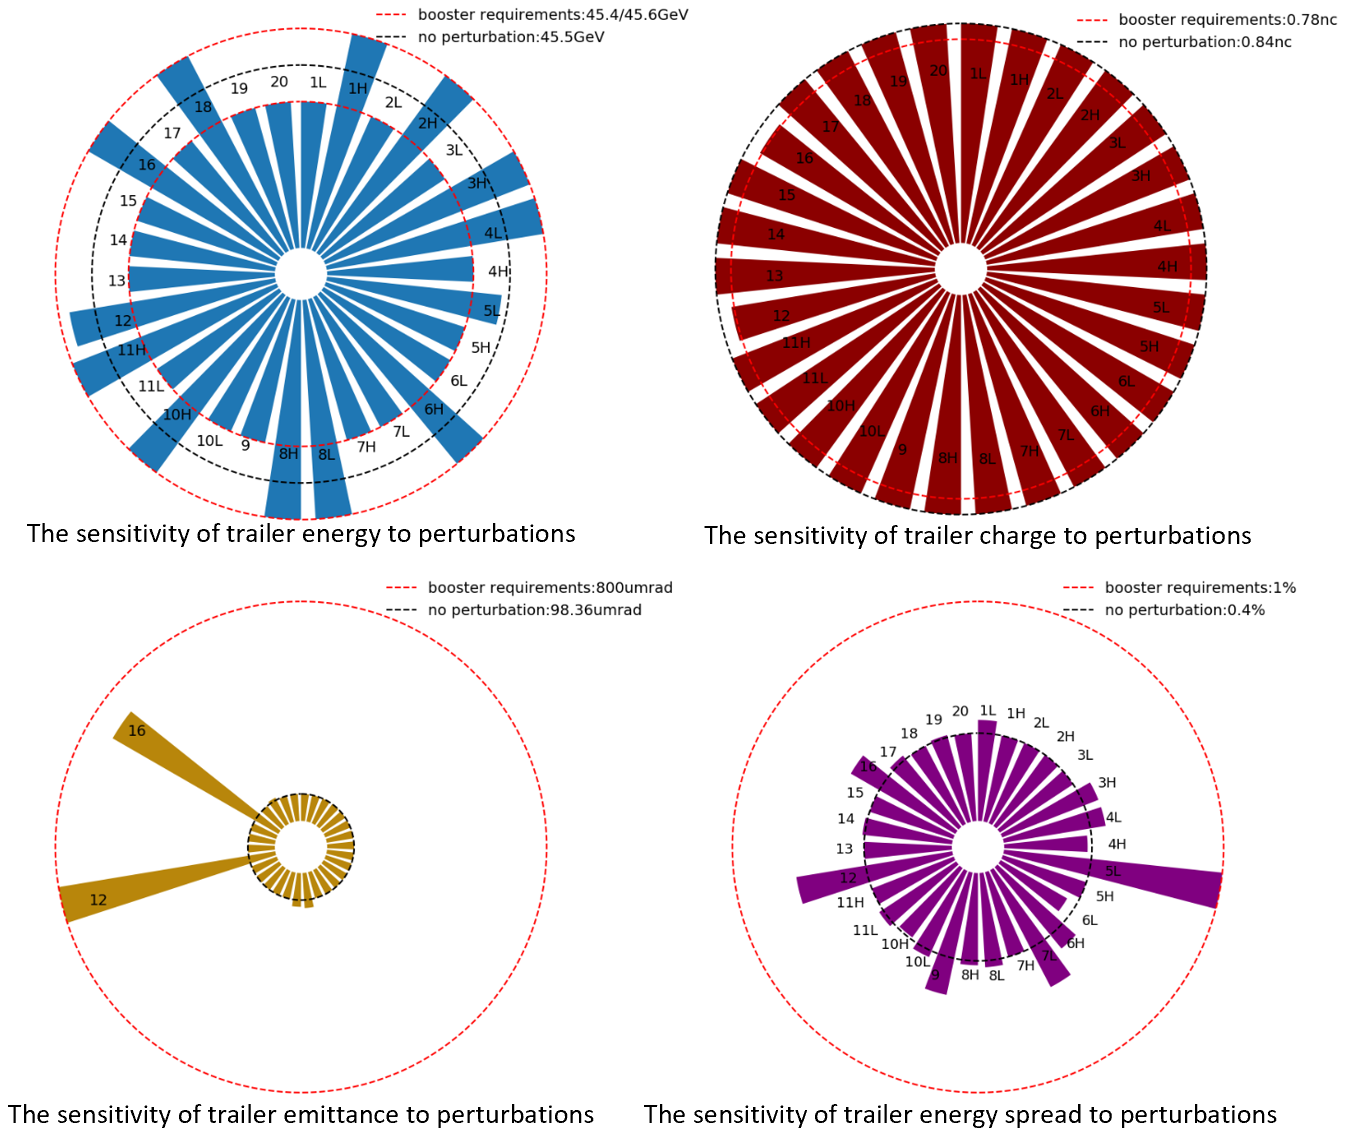 booster requirements:45.4/45.6GeV
no perturbation:45.5GeV
1L
1H
2L
2H
3L
3H
4L
4H
5L
5H
6L
6H
7L
7H
8L
8H
9
10L
10H
11L
11H
12
13
14
15
16
17
18
19
20
The sensitivity of trailer energy to perturbations
booster requirements:0.78nc
no perturbation:0.84nc
1L
1H
2L
2H
3L
3H
4L
4H
5L
5H
6L
6H
7L
7H
8L
8H
9
10L
10H
11L
11H
12
13
14
15
16
17
18
19
20
The sensitivity of trailer charge to perturbations
booster requirements:800umrad
no perturbation:98.36umrad
16
12
The sensitivity of trailer emittance to perturbations
booster requirements:1%
no perturbation:0.4%
1L
1H
2L
2H
3L
3H
4L
4H
5L
5H
6L
6H
7L
7H
8L
8H
9
10L
10H
11L
11H
12
13
14
15
16
17
18
19
20
The sensitivity of trailer energy spread to perturbations